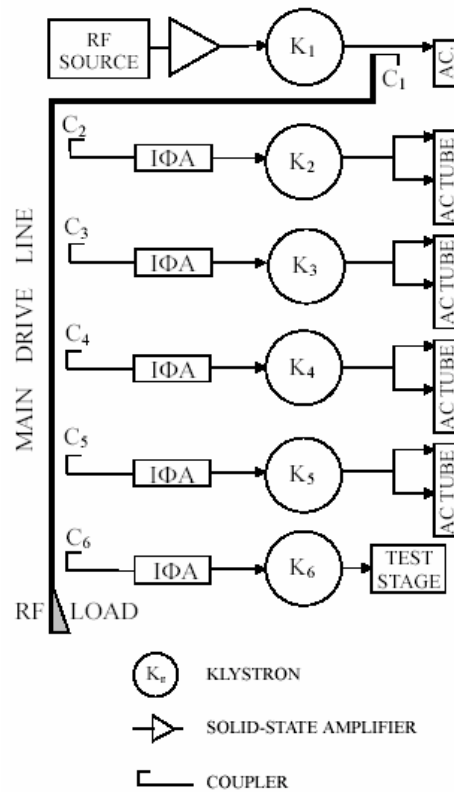 RF
SOURCE
K₁
AC.
C₁
C₂
IΦA
K₂
AC TUBE
C₃
IΦA
K₃
AC TUBE
C₄
IΦA
K₄
AC TUBE
C₅
IΦA
K₅
AC TUBE
C₆
IΦA
K₆
TEST
STAGE
MAIN DRIVE LINE
RF LOAD
Kn KLYSTRON
SOLID-STATE AMPLIFIER
COUPLER